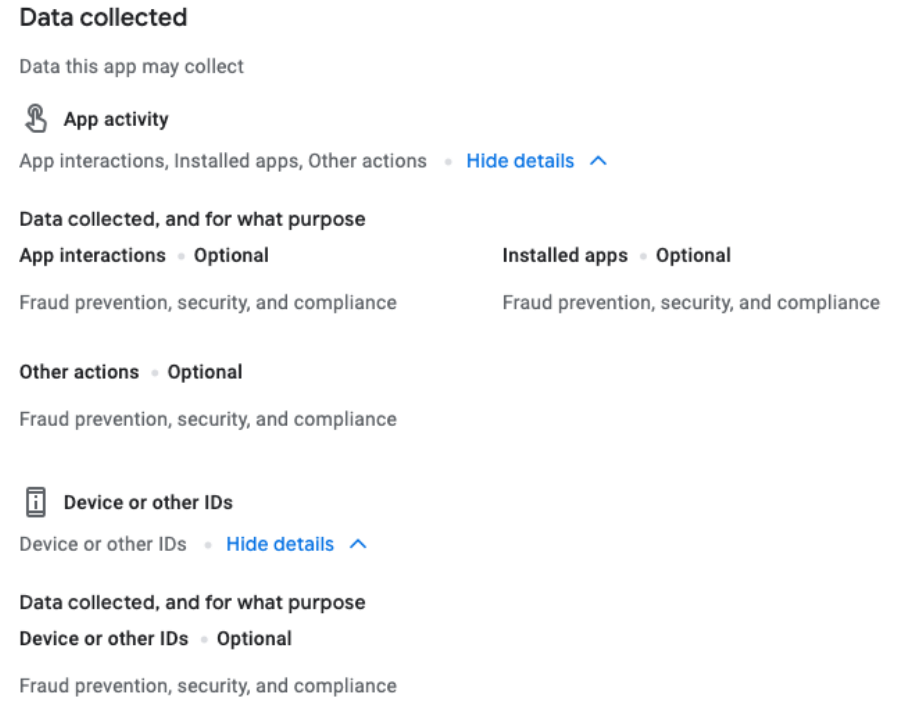 Data collected
Data this app may collect
App activity
App interactions, Installed apps, Other actions • Hide details
Data collected, and for what purpose
App interactions • Optional
Fraud prevention, security, and compliance
Installed apps • Optional
Fraud prevention, security, and compliance
Other actions • Optional
Fraud prevention, security, and compliance
Device or other IDs
Device or other IDs • Hide details
Data collected, and for what purpose
Device or other IDs • Optional
Fraud prevention, security, and compliance